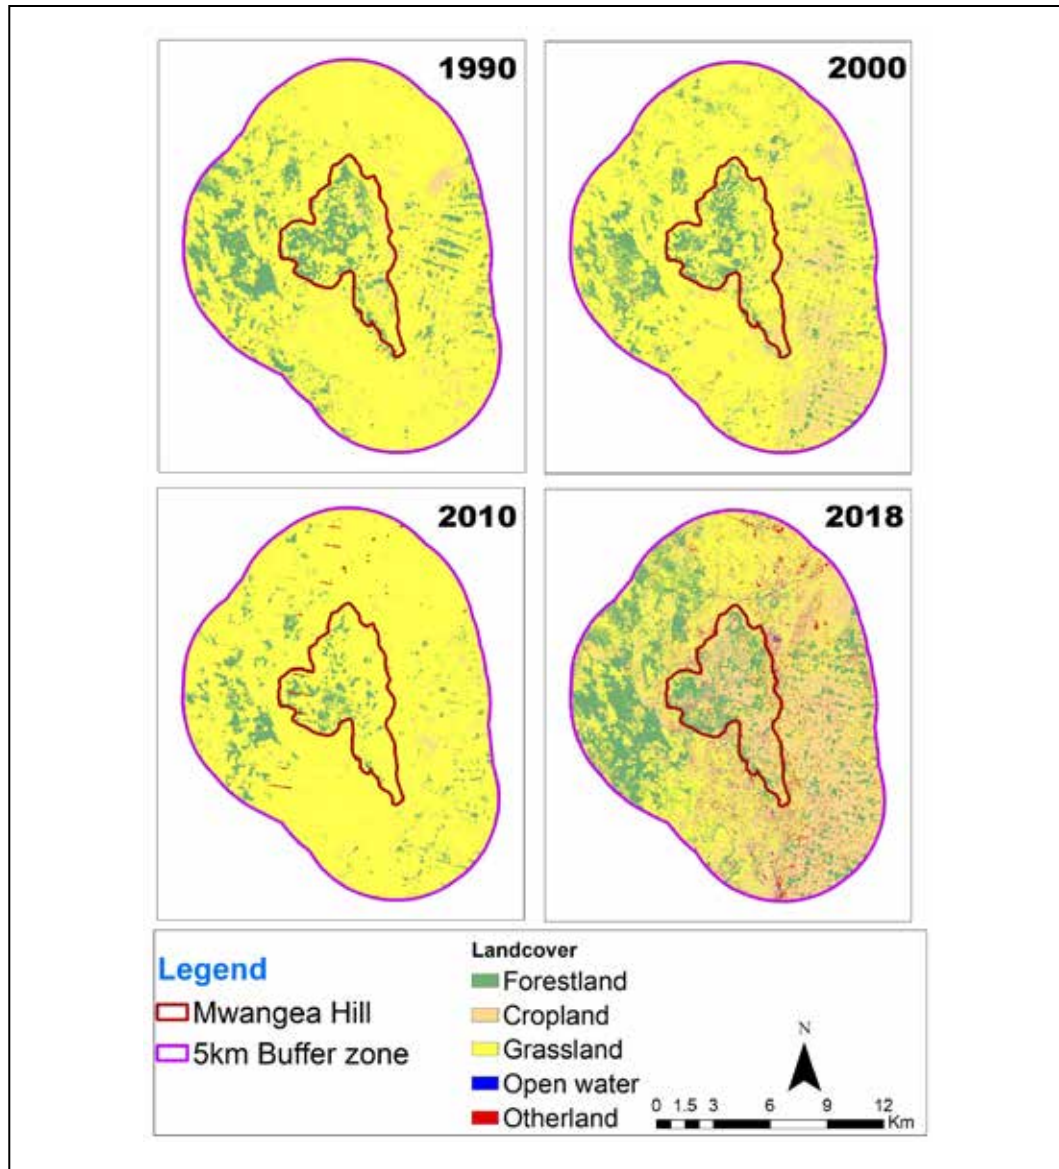 1990
2000
2010
2018
Legend
Mwangea Hill
5km Buffer zone
Landcover
Forestland
Cropland
Grassland
Open water
Otherland
N
0 1.5 3 6 9 12
Km